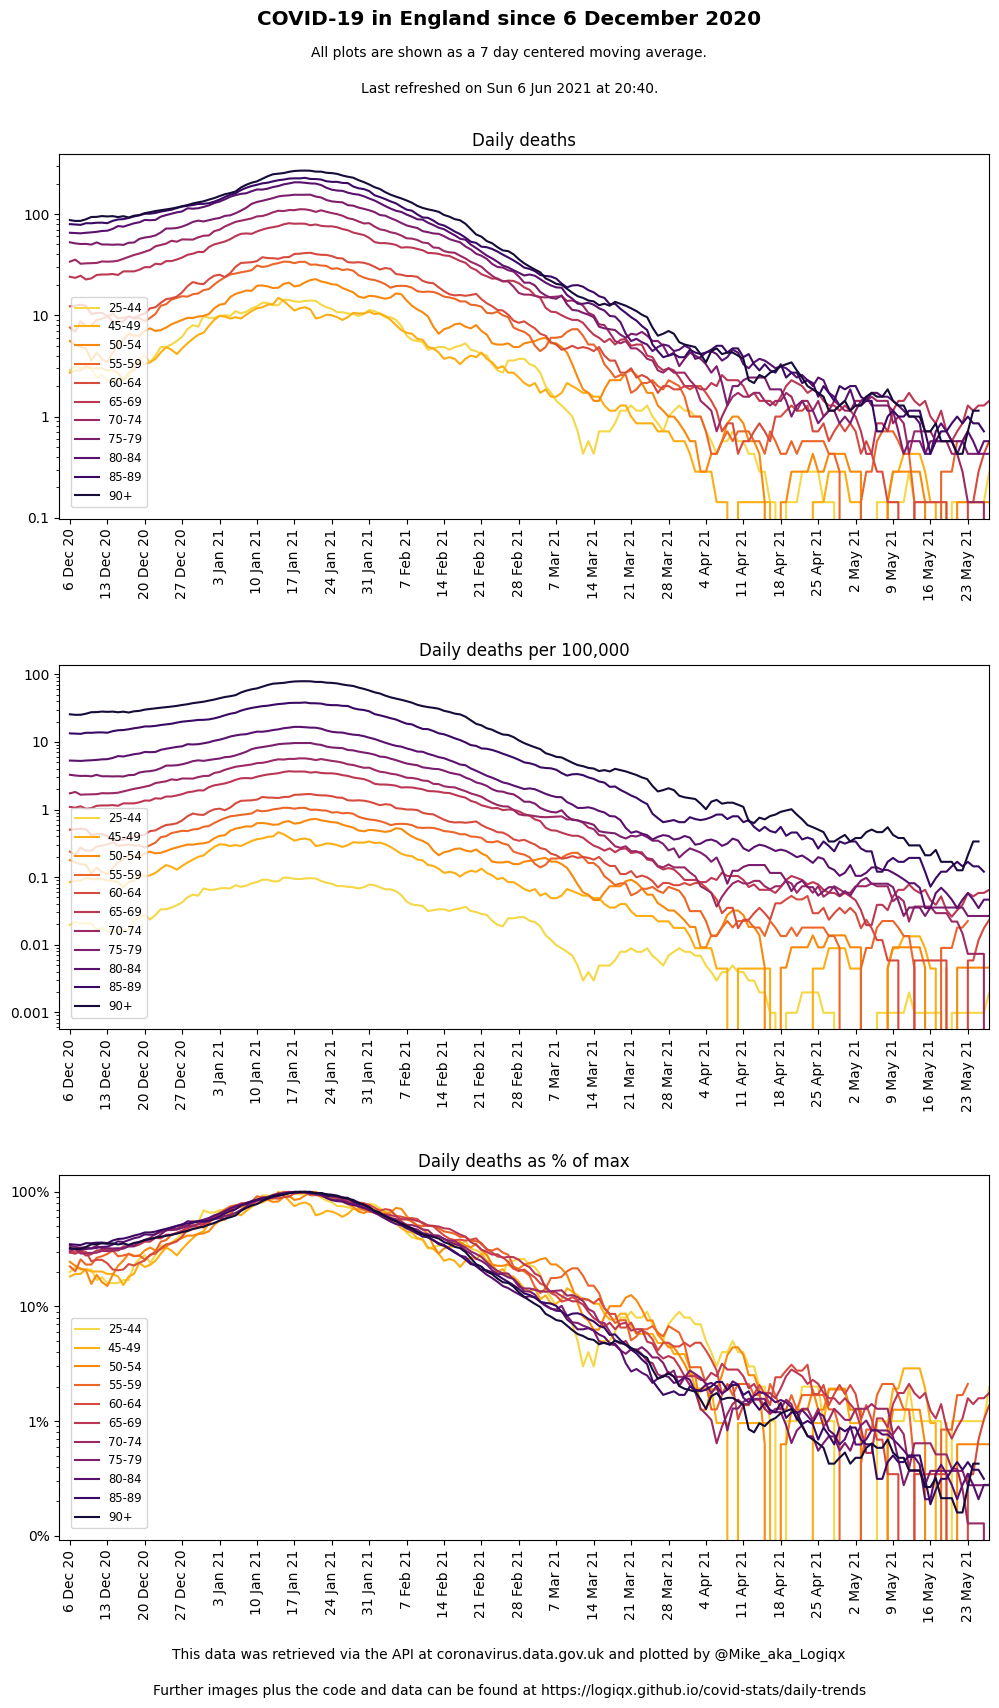 COVID-19 in England since 6 December 2020
All plots are shown as a 7 day centered moving average.
Last refreshed on Sun 6 Jun 2021 at 20:40.
Daily deaths
100
10
1
0.1
25-44
45-49
50-54
55-59
60-64
65-69
70-74
75-79
80-84
85-89
90+
6 Dec 20
13 Dec 20
20 Dec 20
27 Dec 20
3 Jan 21
10 Jan 21
17 Jan 21
24 Jan 21
31 Jan 21
7 Feb 21
14 Feb 21
21 Feb 21
28 Feb 21
7 Mar 21
14 Mar 21
21 Mar 21
28 Mar 21
4 Apr 21
11 Apr 21
18 Apr 21
25 Apr 21
2 May 21
9 May 21
16 May 21
23 May 21
Daily deaths per 100,000
100
10
1
0.1
0.01
0.001
25-44
45-49
50-54
55-59
60-64
65-69
70-74
75-79
80-84
85-89
90+
6 Dec 20
13 Dec 20
20 Dec 20
27 Dec 20
3 Jan 21
10 Jan 21
17 Jan 21
24 Jan 21
31 Jan 21
7 Feb 21
14 Feb 21
21 Feb 21
28 Feb 21
7 Mar 21
14 Mar 21
21 Mar 21
28 Mar 21
4 Apr 21
11 Apr 21
18 Apr 21
25 Apr 21
2 May 21
9 May 21
16 May 21
23 May 21
Daily deaths as % of max
100%
10%
1%
0%
25-44
45-49
50-54
55-59
60-64
65-69
70-74
75-79
80-84
85-89
90+
6 Dec 20
13 Dec 20
20 Dec 20
27 Dec 20
3 Jan 21
10 Jan 21
17 Jan 21
24 Jan 21
31 Jan 21
7 Feb 21
14 Feb 21
21 Feb 21
28 Feb 21
7 Mar 21
14 Mar 21
21 Mar 21
28 Mar 21
4 Apr 21
11 Apr 21
18 Apr 21
25 Apr 21
2 May 21
9 May 21
16 May 21
23 May 21
This data was retrieved via the API at coronavirus.data.gov.uk and plotted by @Mike_aka_Logiqx
Further images plus the code and data can be found at https://logiqx.github.io/covid-stats/daily-trends